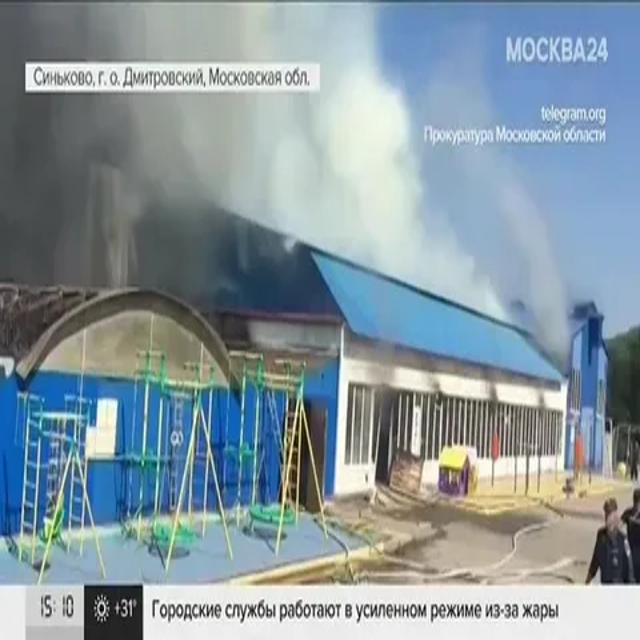 МОСКВА24
Синьково, г. о. Дмитровский, Московская обл.
telegram.org
Прокуратура Московской области
15:10 +31° Городские службы работают в усиленном режиме из-за жары